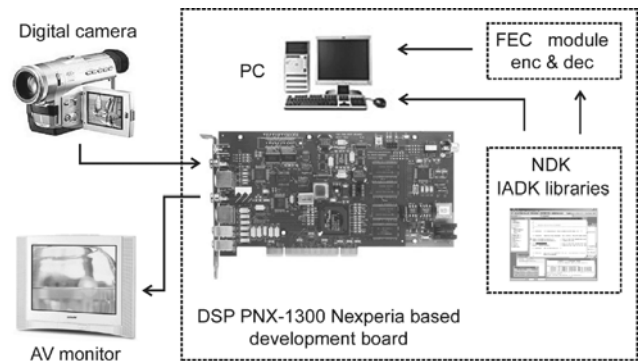 Digital camera
PC
FEC module
enc & dec
NDK
IADK libraries
DSP PNX-1300 Nexperia based
development board
AV monitor